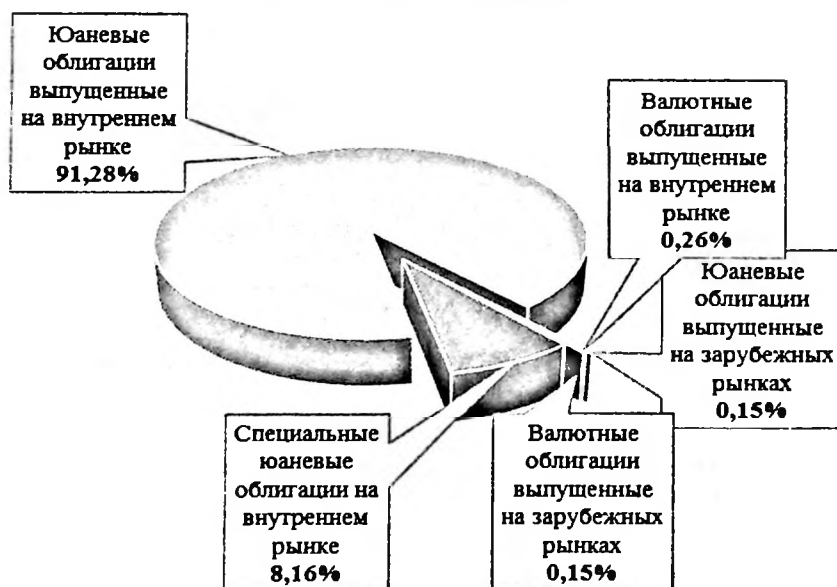 Юаневые
облигации
выпущенные
на внутреннем
рынке
91,28%
Валютные
облигации
выпущенные
на внутреннем
рынке
0,26%
Юаневые
облигации
выпущенные
на зарубежных
рынках
0,15%
Специальные
юаневые
облигации на
внутреннем
рынке
8,16%
Валютные
облигации
выпущенные
на зарубежных
рынках
0,15%